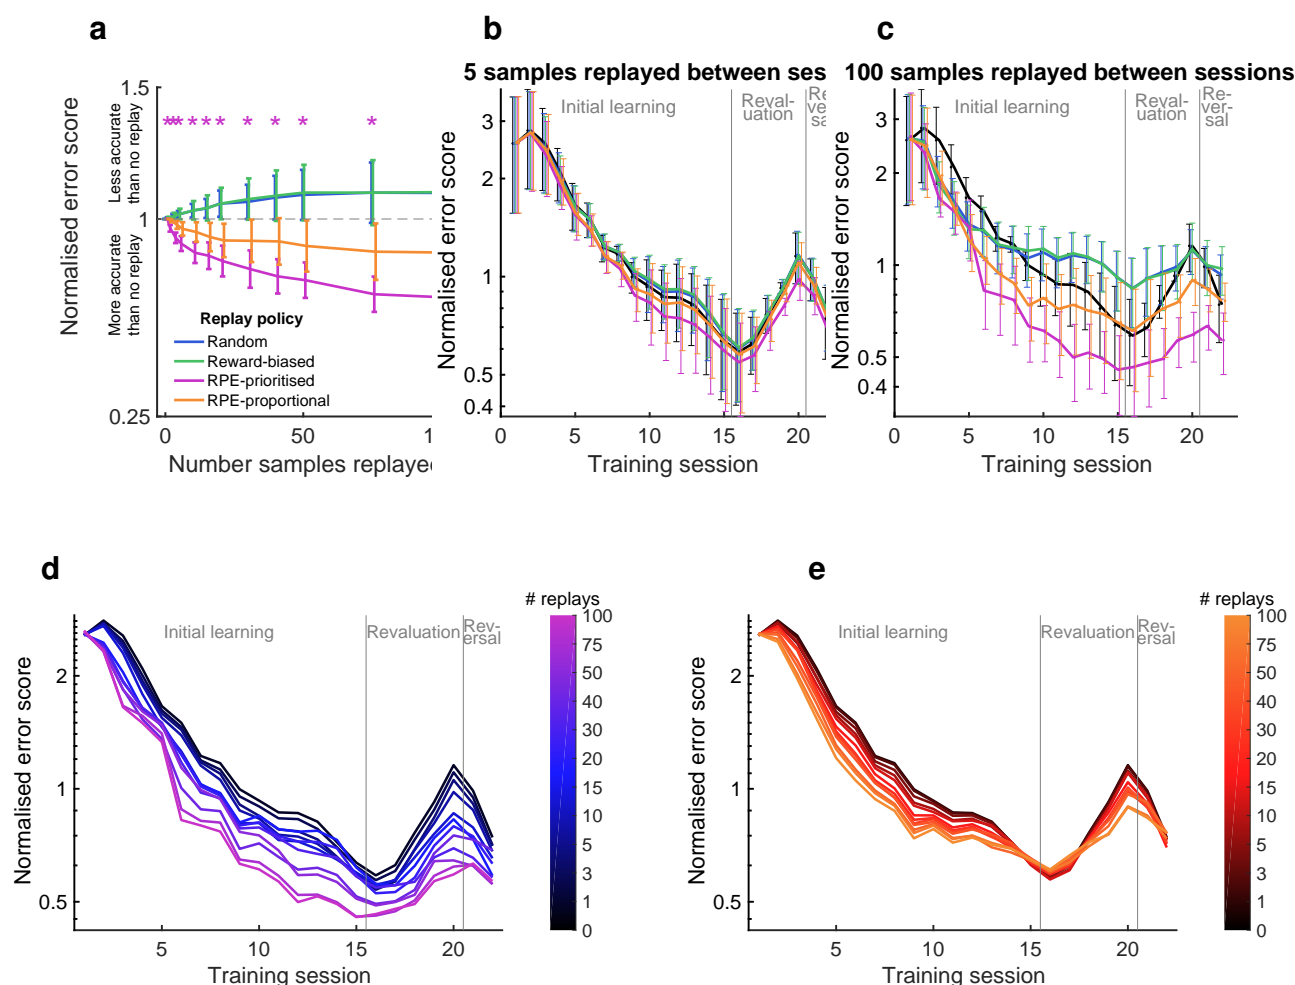 a
Normalised error score
Less accurate
than no replay
More accurate
than no replay
1.5
1
0.25
* * * * * * * * * *
Replay policy
Random
Reward-biased
RPE-prioritised
RPE-proportional
0 50 1
Number samples replaye
b
5 samples replayed between ses
Initial learning
Reval-
uation
Re
ver
sa
Normalised error score
3
2
1
0.5
0.4
0 5 10 15 20
Training session
c
100 samples replayed between sessions
Initial learning
Reval-
uation
Re-
ver-
sal
Normalised error score
3
2
1
0.5
0.4
0 5 10 15 20
Training session
d
Initial learning
Revaluation
Rev-
ersal
Normalised error score
2
1
0.5
5 10 15 20
Training session
# replays
100
75
50
40
30
20
15
10
5
3
1
0
e
Initial learning
Revaluation
Rev-
ersal
Normalised error score
2
1
0.5
5 10 15 20
Training session
# replays
100
75
50
40
30
20
15
10
5
3
1
0